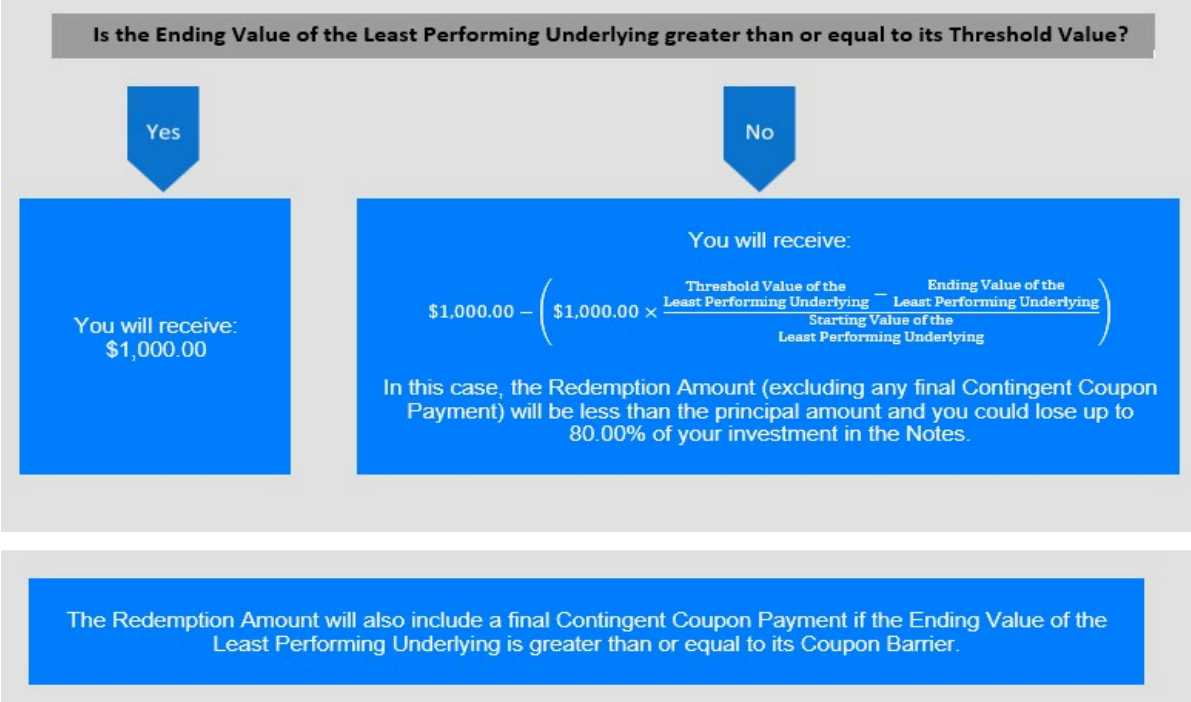 Is the Ending Value of the Least Performing Underlying greater than or equal to its Threshold Value?
Yes
No
You will receive:
$1,000.00
You will receive:
$1,000.00 − ($1,000.00 × (Threshold Value of the Least Performing Underlying − Ending Value of the Least Performing Underlying) / Starting Value of the Least Performing Underlying)
In this case, the Redemption Amount (excluding any final Contingent Coupon
Payment) will be less than the principal amount and you could lose up to
80.00% of your investment in the Notes.
The Redemption Amount will also include a final Contingent Coupon Payment if the Ending Value of the
Least Performing Underlying is greater than or equal to its Coupon Barrier.